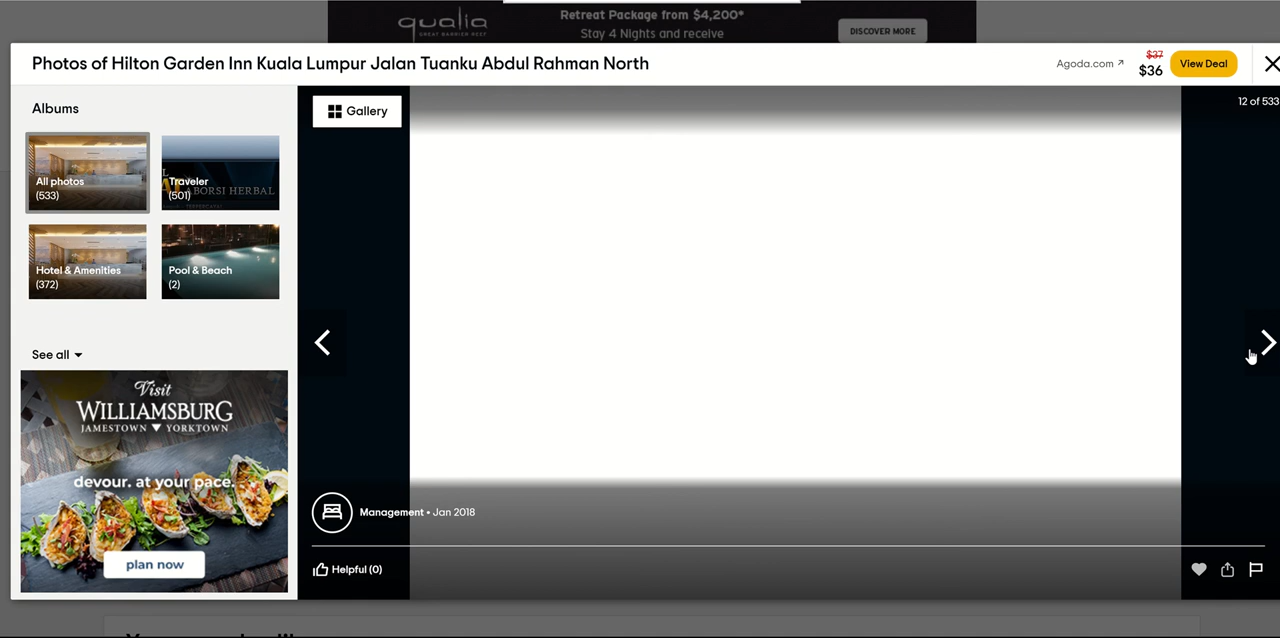 qualia
GREAT BARRIER REEF
Retreat Package from $4,200*
Stay 4 Nights and receive
DISCOVER MORE
Photos of Hilton Garden Inn Kuala Lumpur Jalan Tuanku Abdul Rahman North
Agoda.com
$37
$36
View Deal
Albums
Gallery
12 of 533
All photos
(533)
Traveler
(501)
BORSI HERBAL
Hotel & Amenities
(372)
Pool & Beach
(2)
See all
Visit
WILLIAMSBURG
JAMESTOWN YORKTOWN
devour. at your pace.
plan now
Management • Jan 2018
Helpful (0)